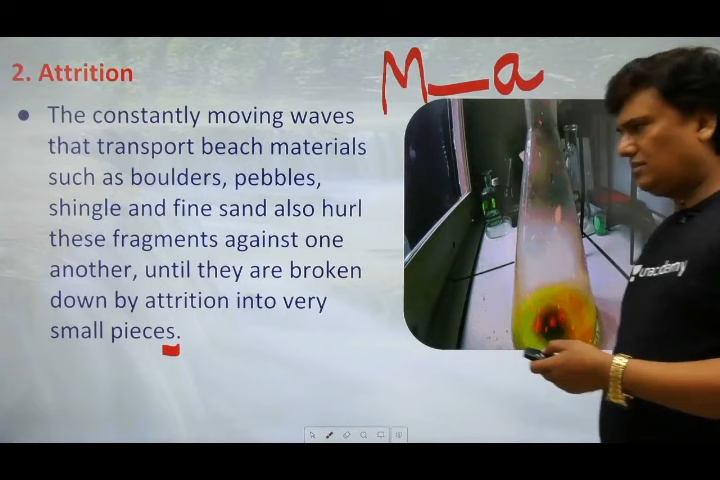 M_a
2. Attrition
● The constantly moving waves
that transport beach materials
such as boulders, pebbles,
shingle and fine sand also hurl
these fragments against one
another, until they are broken
down by attrition into very
small pieces.
unacademy